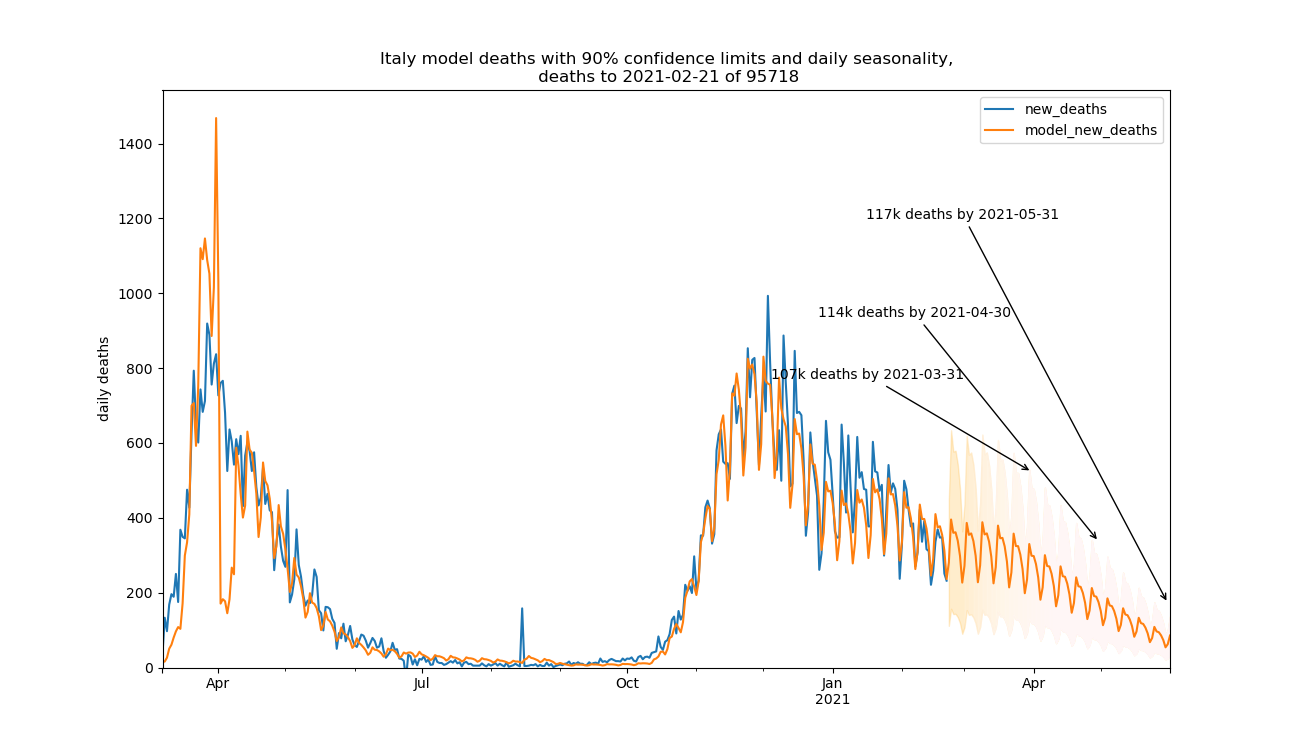 Italy model deaths with 90% confidence limits and daily seasonality,
deaths to 2021-02-21 of 95718
new_deaths
model_new_deaths
1400
1200
1000
800
600
400
200
0
daily deaths
117k deaths by 2021-05-31
114k deaths by 2021-04-30
107k deaths by 2021-03-31
Apr
Jul
Oct
Jan
2021
Apr